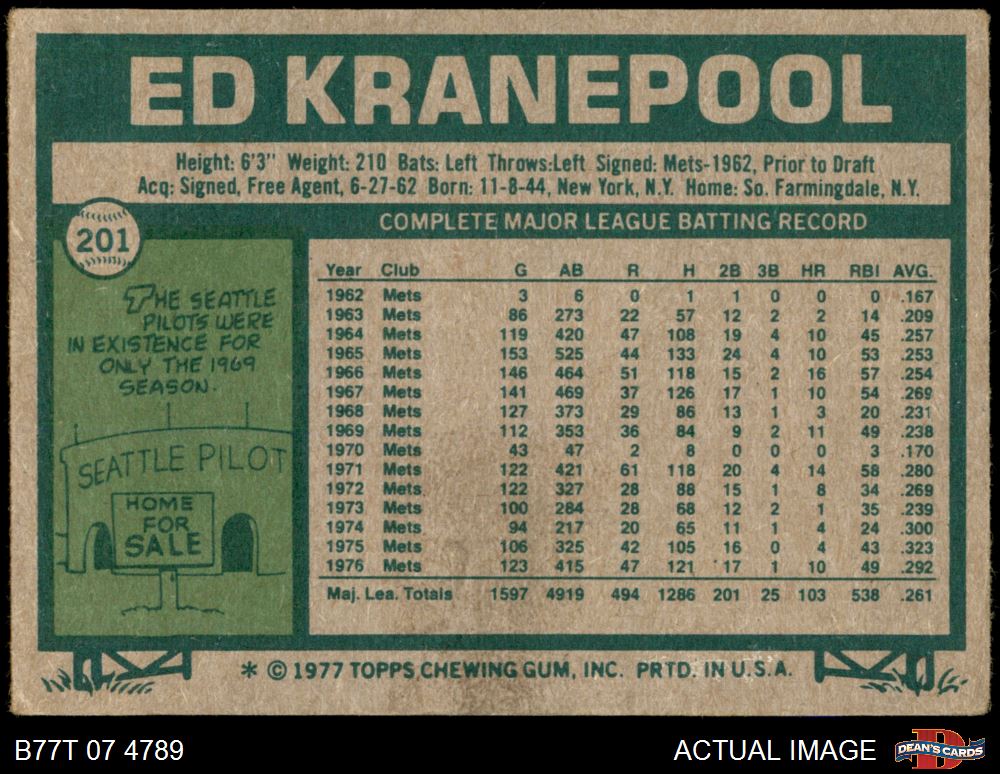 ED KRANEPOOL
Height: 6'3" Weight: 210 Bats: Left Throws:Left Signed: Mets-1962, Prior to Draft
Acq: Signed, Free Agent, 6-27-62 Born: 11-8-44, New York, N.Y. Home: So. Farmingdale, N.Y.
201
THE SEATTLE
PILOTS WERE
IN EXISTENCE FOR
ONLY THE 1969
SEASON.
SEATTLE PILOT
HOME
FOR
SALE
COMPLETE MAJOR LEAGUE BATTING RECORD
Year Club G AB R H 2B 3B HR RBI AVG.
1962 Mets 3 6 0 1 1 0 0 0 .167
1963 Mets 86 273 22 57 12 2 2 14 .209
1964 Mets 119 420 47 108 19 4 10 45 .257
1965 Mets 153 525 44 133 24 4 10 53 .253
1966 Mets 146 464 51 118 15 2 16 57 .254
1967 Mets 141 469 37 126 17 1 10 54 .269
1968 Mets 127 373 29 86 13 1 3 20 .231
1969 Mets 112 353 36 84 9 2 11 49 .238
1970 Mets 43 47 2 8 0 0 0 3 .170
1971 Mets 122 421 61 118 20 4 14 58 .280
1972 Mets 122 327 28 88 15 1 8 34 .269
1973 Mets 100 284 28 68 12 2 1 35 .239
1974 Mets 94 217 20 65 11 1 4 24 .300
1975 Mets 106 325 42 105 16 0 4 43 .323
1976 Mets 123 415 47 121 17 1 10 49 .292
Maj. Lea. Totals 1597 4919 494 1286 201 25 103 538 .261
* © 1977 TOPPS CHEWING GUM, INC. PRTD. IN U.S.A.
B77T 07 4789
ACTUAL IMAGE
D
DEAN'S CARDS